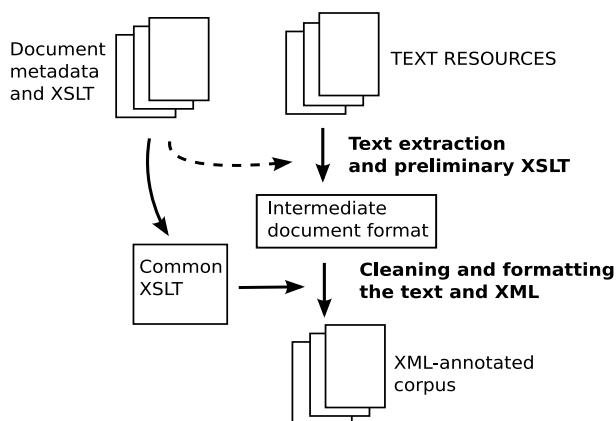 Document
metadata
and XSLT
TEXT RESOURCES
Text extraction
and preliminary XSLT
Intermediate
document format
Common
XSLT
Cleaning and formatting
the text and XML
XML-annotated
corpus